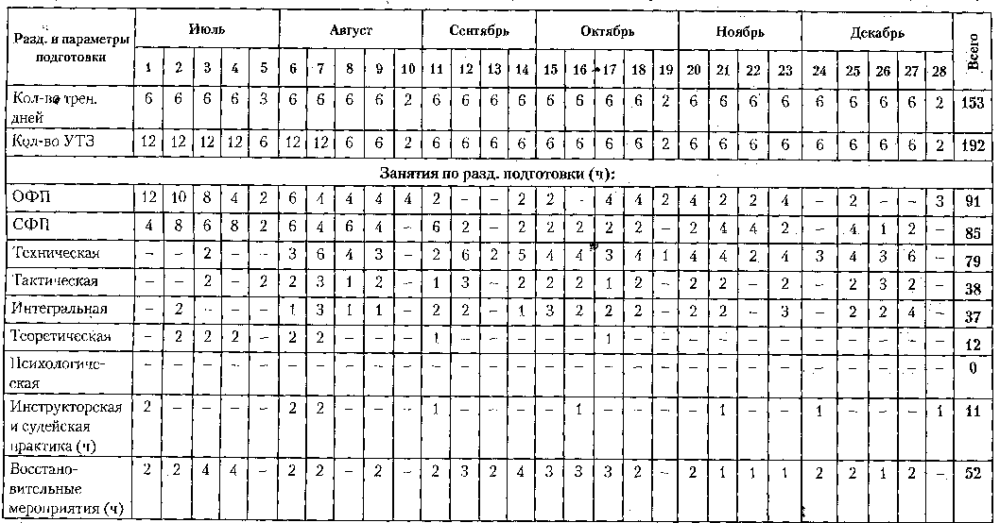 Разд. и параметры подготовки Июль Август Сентябрь Октябрь Ноябрь Декабрь Всего
1 2 3 4 5 6 7 8 9 10 11 12 13 14 15 16 17 18 19 20 21 22 23 24 25 26 27 28
Кол-во трен. дней 6 6 6 6 3 6 6 6 6 2 6 6 6 6 6 6 6 6 2 6 6 6 6 6 6 6 6 2 153
Кол-во УТЗ 12 12 12 12 6 12 12 6 6 2 6 6 6 6 6 6 6 6 2 6 6 6 6 6 6 6 6 2 192
Занятия по разд. подготовки (ч):
ОФП 12 10 8 4 2 6 4 4 4 4 2 – – 2 2 - 4 4 2 4 2 2 4 – 2 – – 3 91
СФП 4 8 6 8 2 6 4 6 4 – 6 2 – 2 2 2 2 2 – 2 4 4 2 – 4 1 2 – 85
Техническая – – 2 – – 3 6 4 3 – 2 6 2 5 4 4 3 4 1 4 4 2 4 3 4 3 6 – 79
Тактическая – – 2 – 2 2 3 1 2 – 1 3 – 2 2 2 1 2 – 2 2 – 2 – 2 3 2 – 38
Интегральная – 2 – – – 1 3 1 1 – 2 2 – 1 3 2 2 2 – 2 2 – 3 – 2 2 4 – 37
Теоретическая – 2 2 2 – 2 2 – – – 1 – – – – – 1 – – – – – – – – – – – 12
Психологиче-
ская – – – – – – – – – – – – – – – – – – – – – – – – – – – – 0
Инструкторская
и судейская
практика (ч) 2 – – – – 2 2 – – – 1 – – – – 1 – – – – 1 – – 1 – – – 1 11
Восстано-
вительные
мероприятия (ч) 2 2 4 4 – 2 2 – 2 – 2 3 2 4 3 3 3 2 – 2 1 1 1 2 2 1 2 – 52